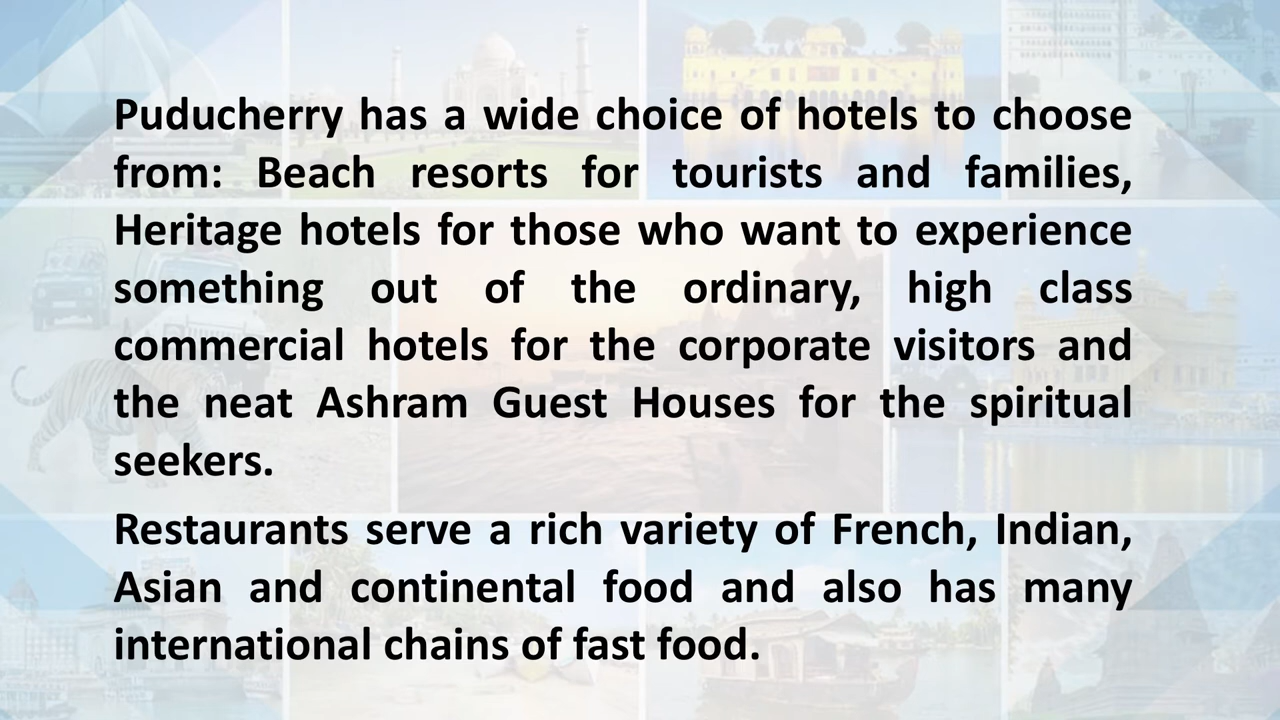 Puducherry has a wide choice of hotels to choose
from: Beach resorts for tourists and families,
Heritage hotels for those who want to experience
something out of the ordinary, high class
commercial hotels for the corporate visitors and
the neat Ashram Guest Houses for the spiritual
seekers.
Restaurants serve a rich variety of French, Indian,
Asian and continental food and also has many
international chains of fast food.